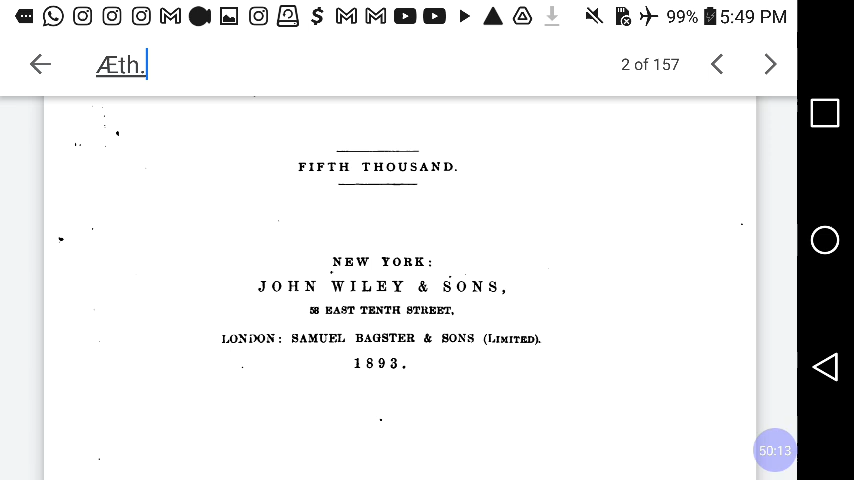 99% 5:49 PM
Æth. 2 of 157
FIFTH THOUSAND.
NEW YORK:
JOHN WILEY & SONS,
53 EAST TENTH STREET,
LONDON: SAMUEL BAGSTER & SONS (LIMITED).
1893.
50:13